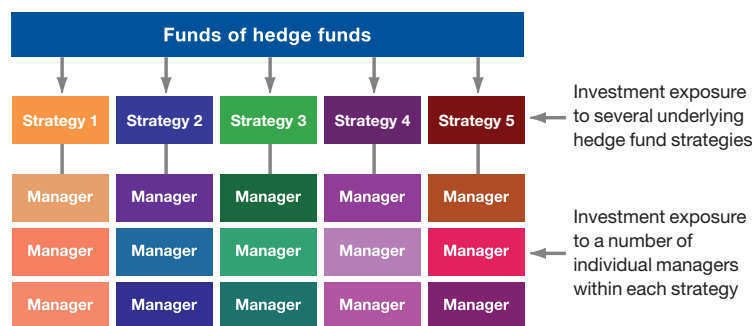 Funds of hedge funds
Strategy 1 Strategy 2 Strategy 3 Strategy 4 Strategy 5
Investment exposure
to several underlying
hedge fund strategies
Manager Manager Manager Manager Manager
Manager Manager Manager Manager Manager
Manager Manager Manager Manager Manager
Investment exposure
to a number of
individual managers
within each strategy